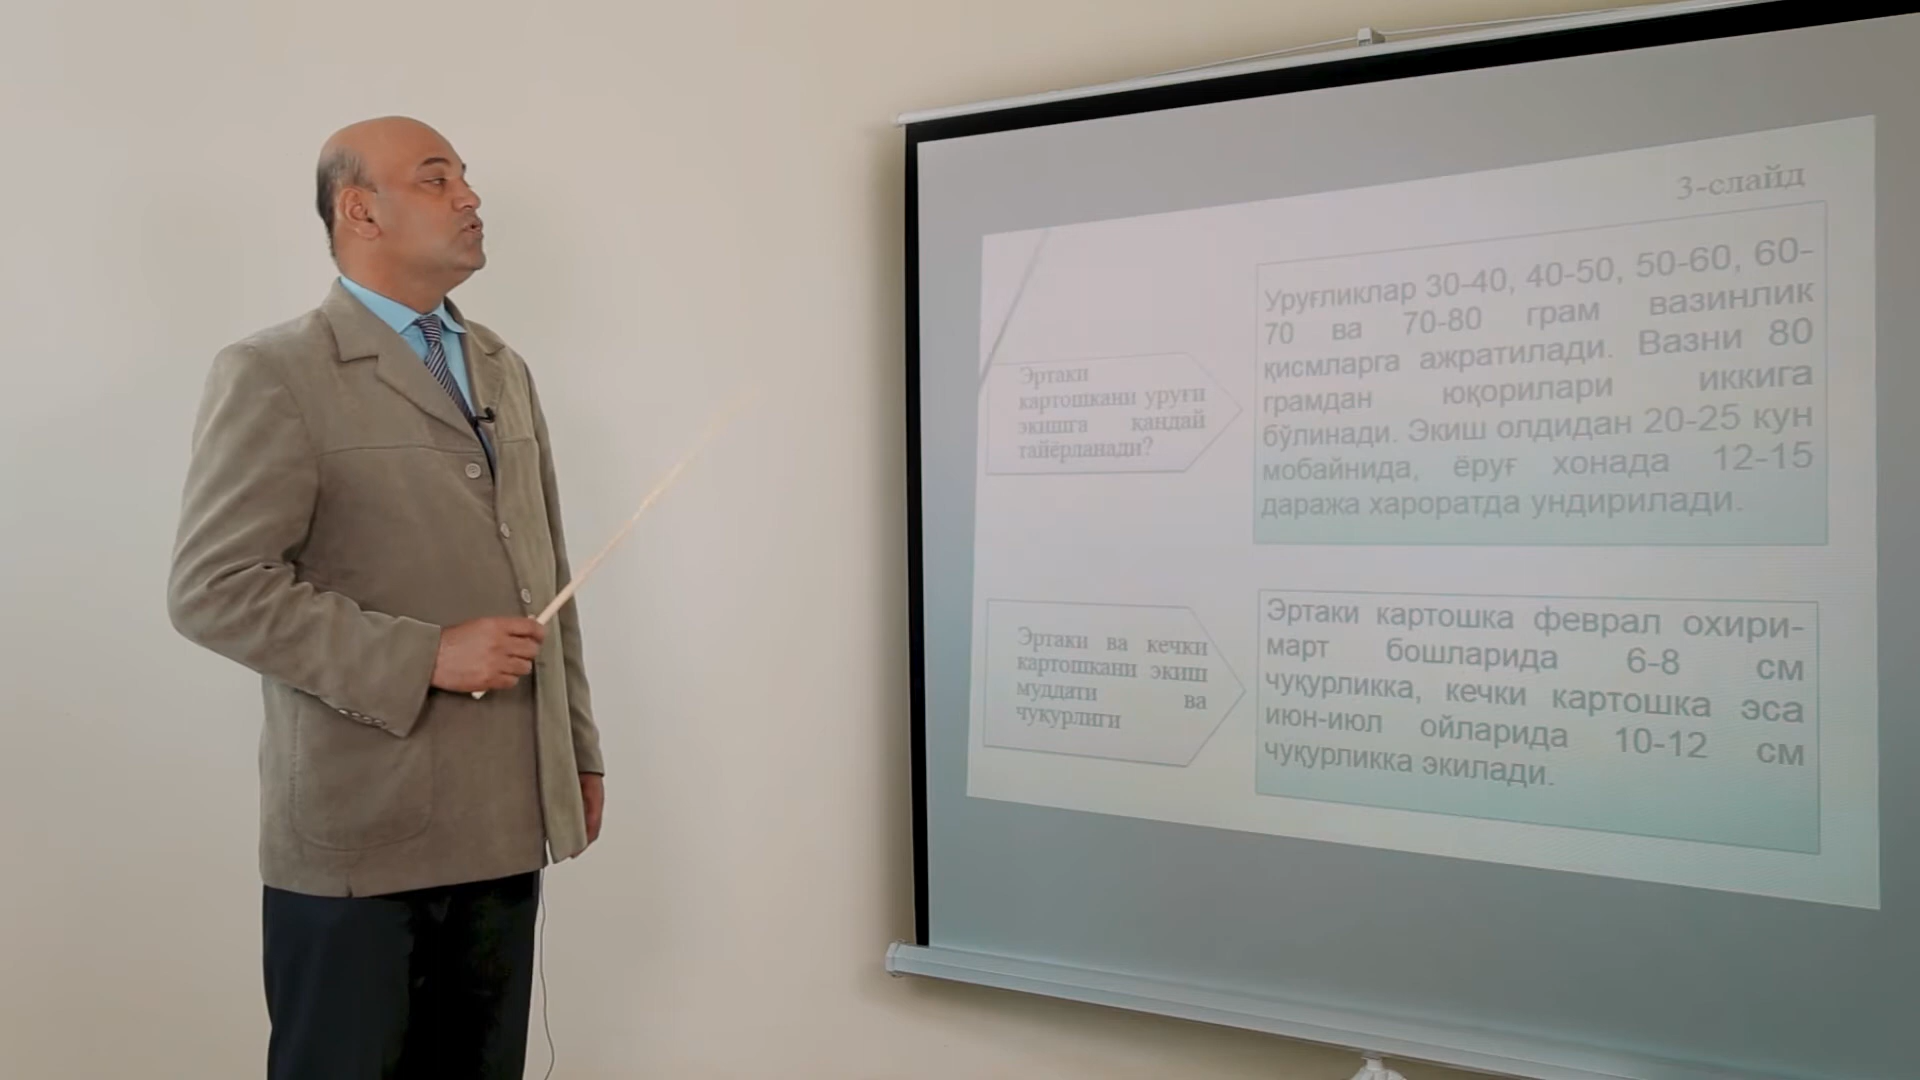 3-слайд
Эртаки
картошкани уруғи
экишга қандай
тайёрланади?
Уруғликлар 30-40, 40-50, 50-60, 60-
70 ва 70-80 грам вазинлик
қисмларга ажратилади. Вазни 80
грамдан юқорилари иккига
бўлинади. Экиш олдидан 20-25 кун
мобайнида, ёруғ хонада 12-15
даража хароратда ундирилади.
Эртаки ва кечки
картошкани экиш
муддати ва
чуқурлиги
Эртаки картошка феврал охири-
март бошларида 6-8 см
чуқурликка, кечки картошка эса
июн-июл ойларида 10-12 см
чуқурликка экилади.